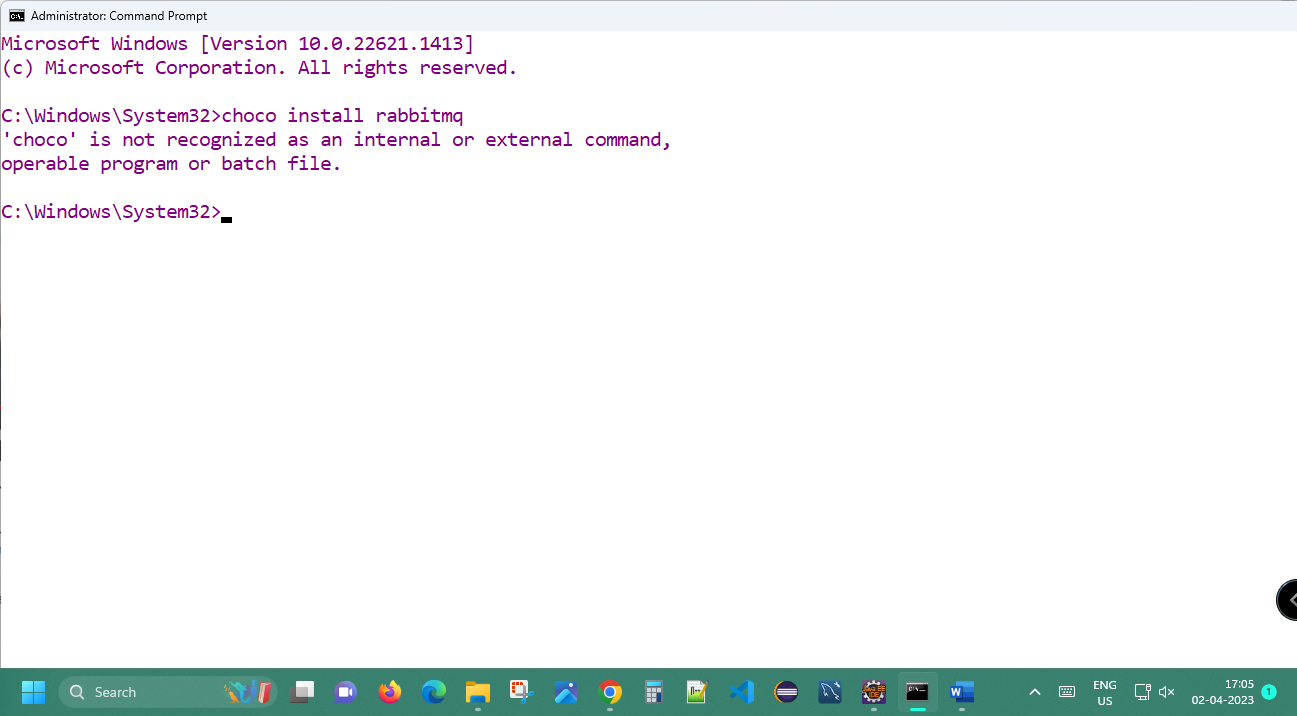 Administrator: Command Prompt
Microsoft Windows [Version 10.0.22621.1413]
(c) Microsoft Corporation. All rights reserved.
C:\Windows\System32>choco install rabbitmq
'choco' is not recognized as an internal or external command,
operable program or batch file.
C:\Windows\System32>
Search
ENG
US
17:05
02-04-2023
1